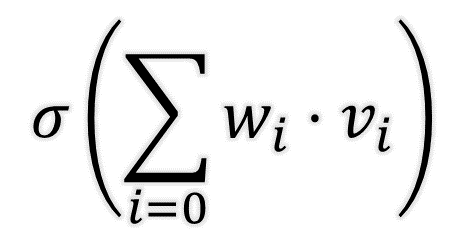 σ(∑_{i=0} w_i · v_i)